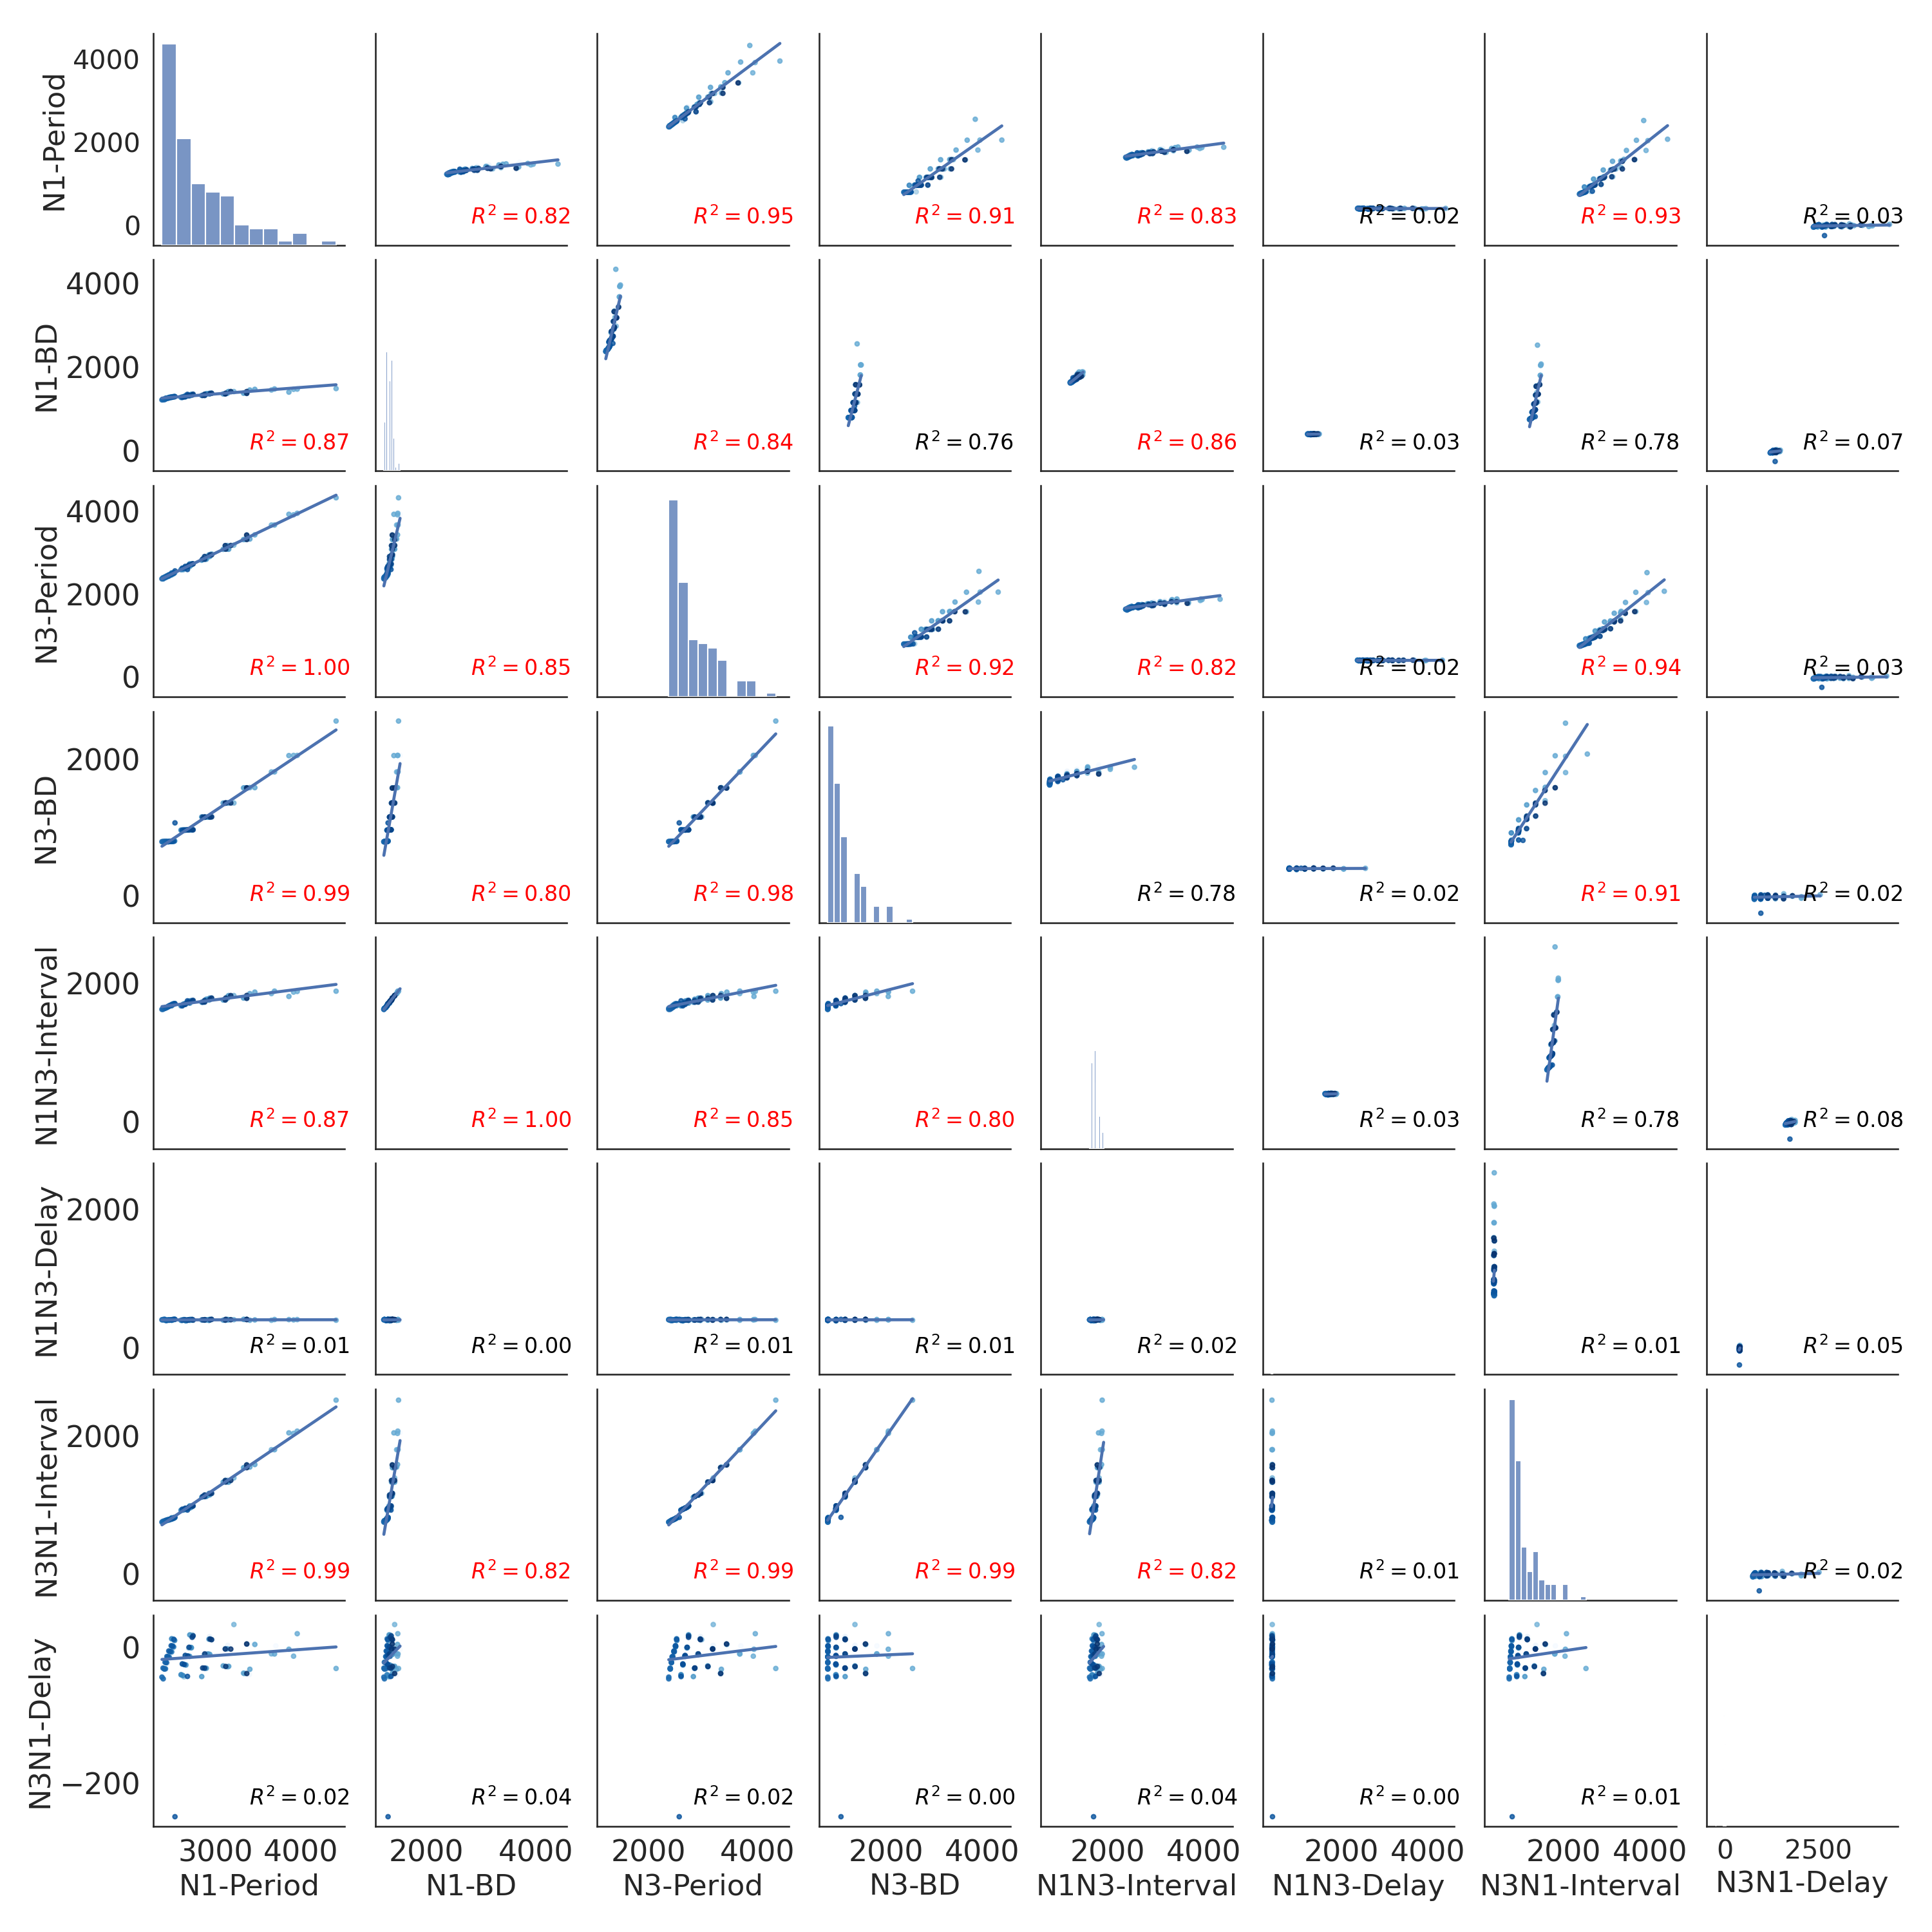 N1-Period
4000
2000
0
R² = 0.82
R² = 0.95
R² = 0.91
R² = 0.83
R² = 0.02
R² = 0.93
R² = 0.03
N1-BD
4000
2000
0
R² = 0.87
R² = 0.84
R² = 0.76
R² = 0.86
R² = 0.03
R² = 0.78
R² = 0.07
N3-Period
4000
2000
0
R² = 1.00
R² = 0.85
R² = 0.92
R² = 0.82
R² = 0.02
R² = 0.94
R² = 0.03
N3-BD
2000
0
R² = 0.99
R² = 0.80
R² = 0.98
R² = 0.78
R² = 0.02
R² = 0.91
R² = 0.02
N1N3-Interval
2000
0
R² = 0.87
R² = 1.00
R² = 0.85
R² = 0.80
R² = 0.03
R² = 0.78
R² = 0.08
N1N3-Delay
2000
0
R² = 0.01
R² = 0.00
R² = 0.01
R² = 0.01
R² = 0.02
R² = 0.01
R² = 0.05
N3N1-Interval
2000
0
R² = 0.99
R² = 0.82
R² = 0.99
R² = 0.99
R² = 0.82
R² = 0.01
R² = 0.02
N3N1-Delay
0
−200
R² = 0.02
R² = 0.04
R² = 0.02
R² = 0.00
R² = 0.04
R² = 0.00
R² = 0.01
3000 4000
2000 4000
2000 4000
2000 4000
2000 4000
2000 4000
2000 4000
0 2500
N1-Period
N1-BD
N3-Period
N3-BD
N1N3-Interval
N1N3-Delay
N3N1-Interval
N3N1-Delay